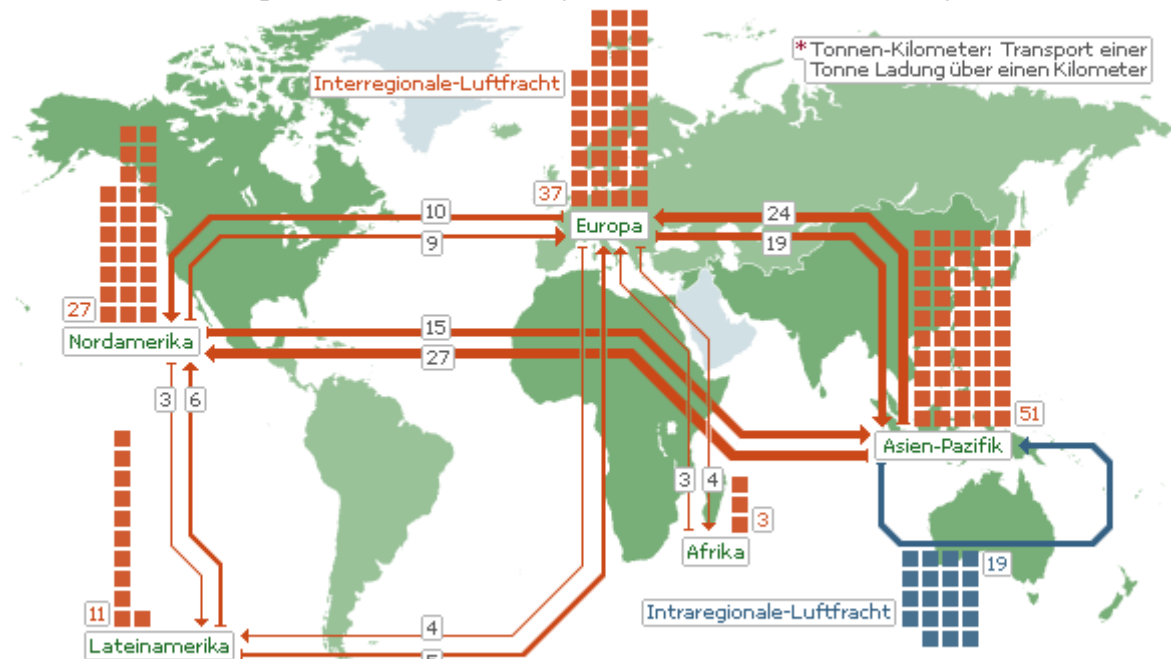 * Tonnen-Kilometer: Transport einer
Tonne Ladung über einen Kilometer
Interregionale-Luftfracht
37
10
Europa
24
9
19
27
Nordamerika
15
27
3
6
51
Asien-Pazifik
3
4
3
Afrika
19
11
Intraregionale-Luftfracht
4
Lateinamerika
5